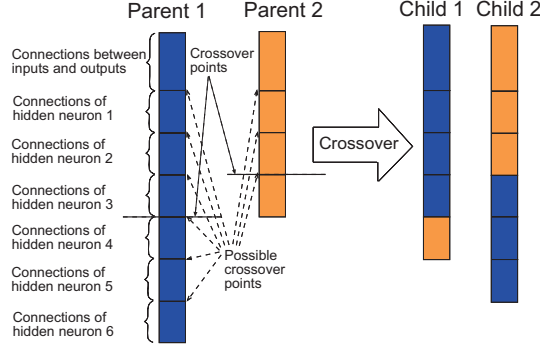 Parent 1
Parent 2
Child 1
Child 2
Connections between
inputs and outputs
Crossover
points
Connections of
hidden neuron 1
Connections of
hidden neuron 2
Crossover
Connections of
hidden neuron 3
Connections of
hidden neuron 4
Possible
crossover
points
Connections of
hidden neuron 5
Connections of
hidden neuron 6